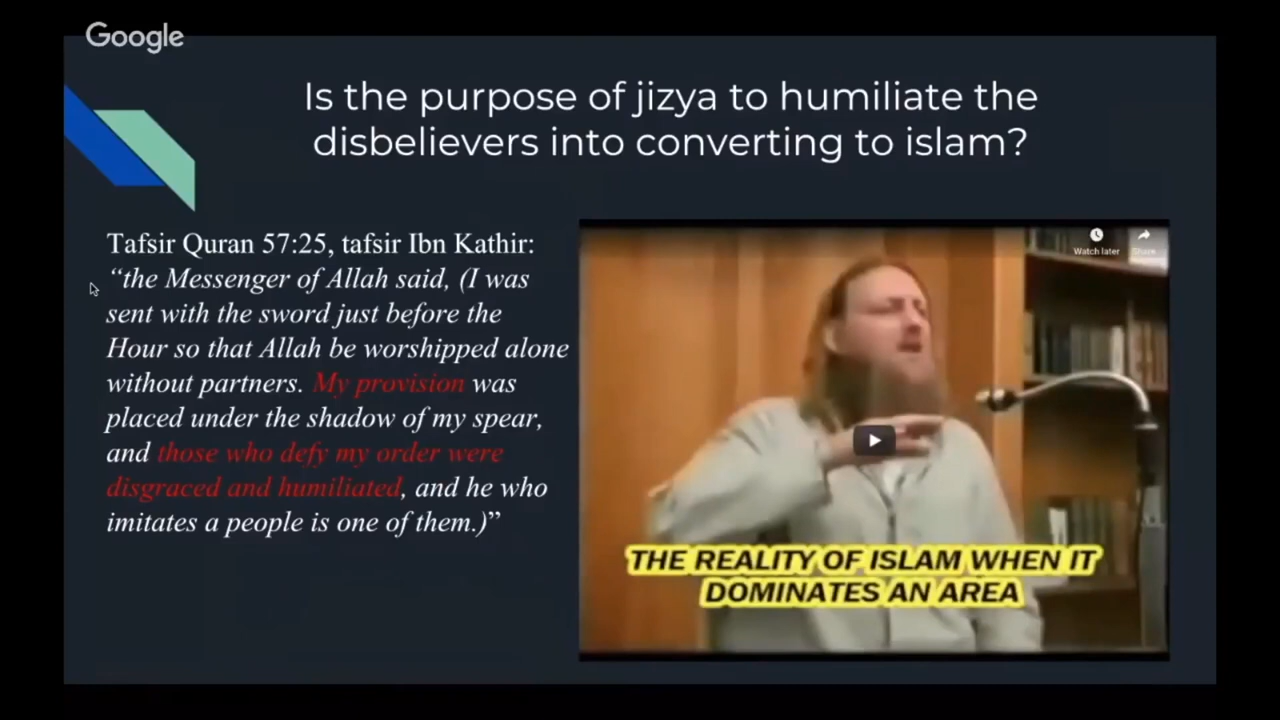 Google
Is the purpose of jizya to humiliate the
disbelievers into converting to islam?
Tafsir Quran 57:25, tafsir Ibn Kathir:
“the Messenger of Allah said, (I was
sent with the sword just before the
Hour so that Allah be worshipped alone
without partners. My provision was
placed under the shadow of my spear,
and those who defy my order were
disgraced and humiliated, and he who
imitates a people is one of them.)”
Watch later Share
THE REALITY OF ISLAM WHEN IT
DOMINATES AN AREA